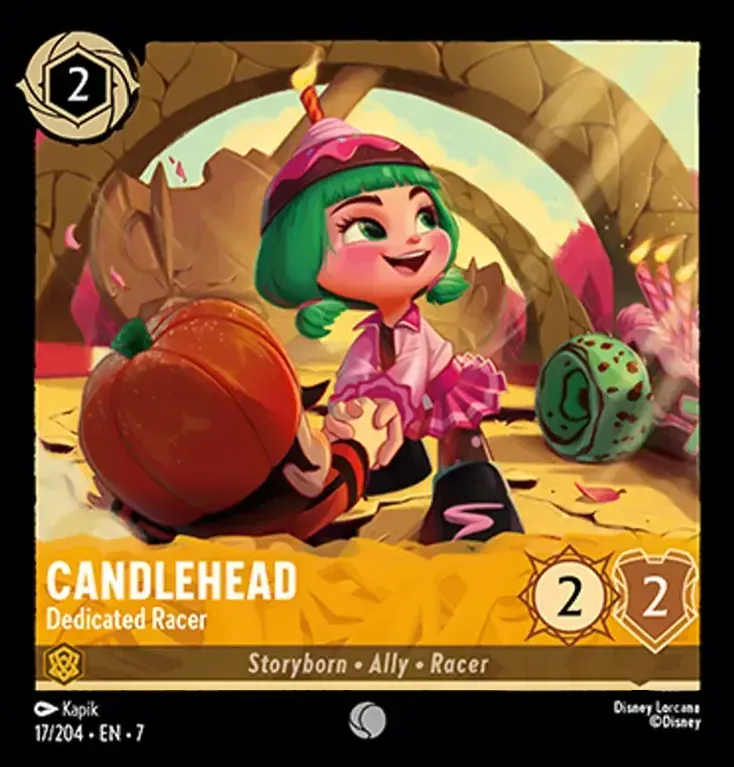 2
CANDLEHEAD
Dedicated Racer
2
2
Storyborn • Ally • Racer
Kapik
17/204 • EN • 7
Disney Lorcana
©Disney